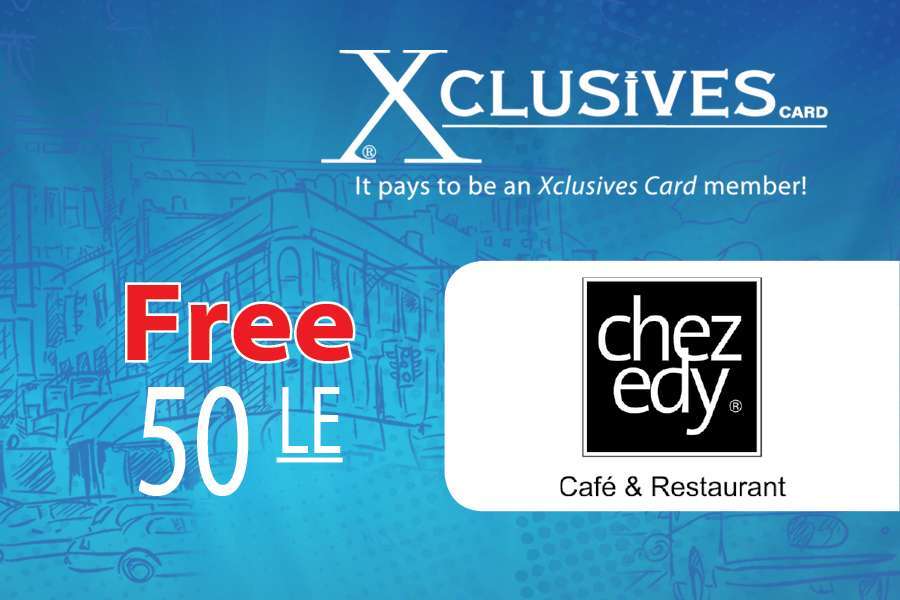 XCLUSIVES CARD
®
It pays to be an Xclusives Card member!
Free
50 LE
chez
edy ®
Café & Restaurant